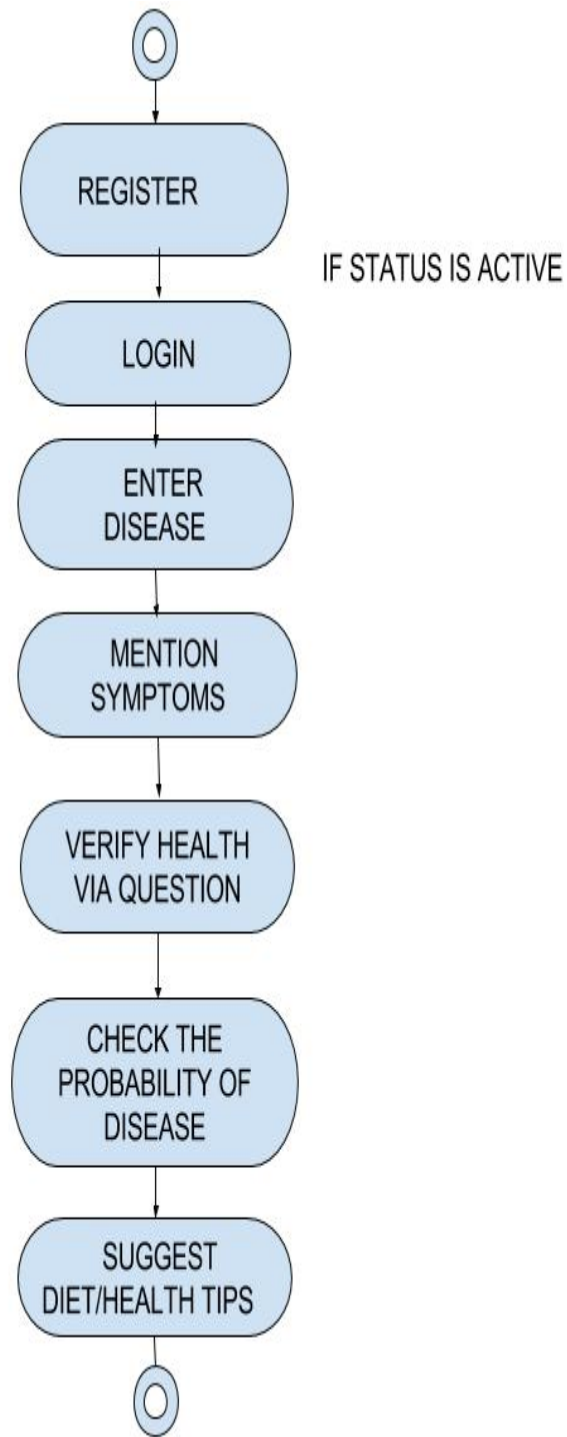 REGISTER
IF STATUS IS ACTIVE
LOGIN
ENTER
DISEASE
MENTION
SYMPTOMS
VERIFY HEALTH
VIA QUESTION
CHECK THE
PROBABILITY OF
DISEASE
SUGGEST
DIET/HEALTH TIPS